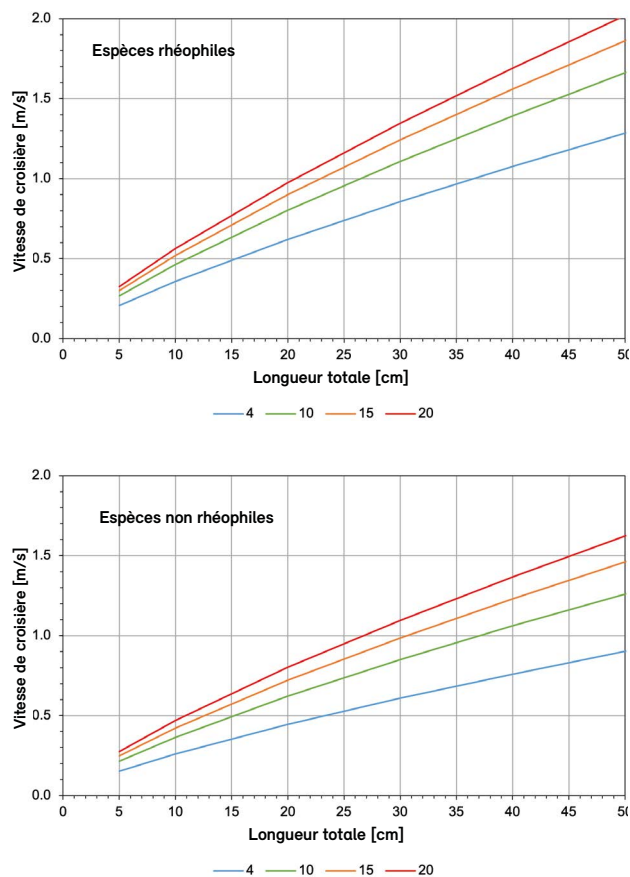 2.0
Espèces rhéophiles
1.5
1.0
0.5
0.0
Vitesse de croisière [m/s]
0 5 10 15 20 25 30 35 40 45 50
Longueur totale [cm]
4 10 15 20
2.0
Espèces non rhéophiles
1.5
1.0
0.5
0.0
Vitesse de croisière [m/s]
0 5 10 15 20 25 30 35 40 45 50
Longueur totale [cm]
4 10 15 20